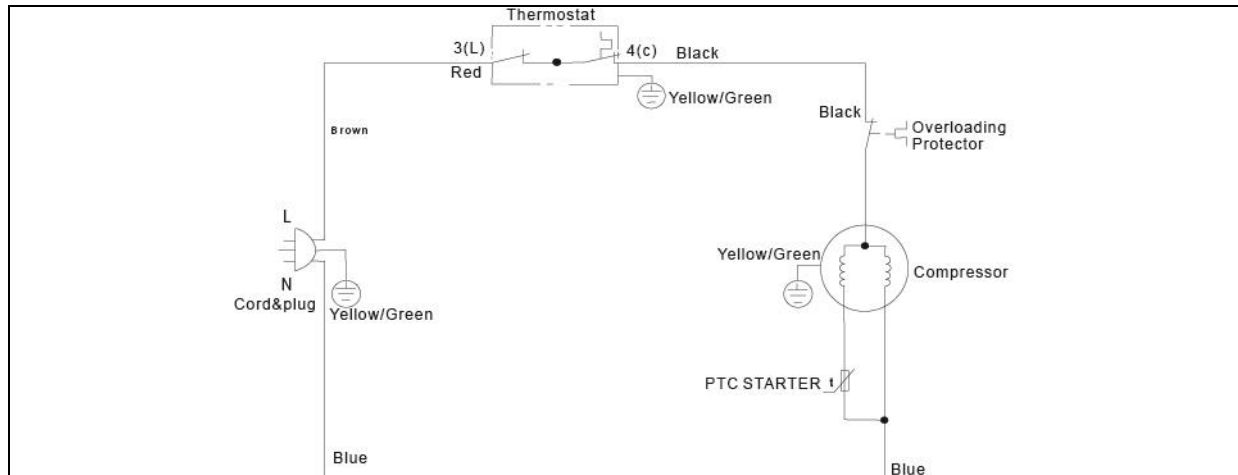 Thermostat
3(L)
4(c)
Black
Red
Yellow/Green
Black
Overloading
Protector
Brown
L
Yellow/Green
Compressor
N
Cord&plug
Yellow/Green
PTC STARTER t
Blue
Blue